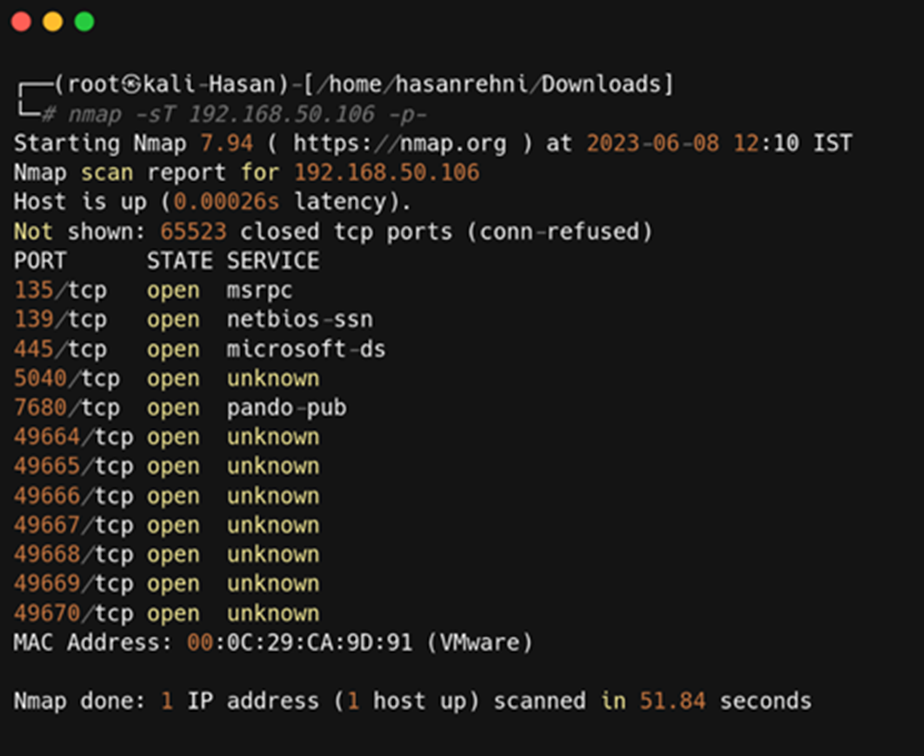 ┌──(root㉿kali-Hasan)-[/home/hasanrehni/Downloads]
└─# nmap -sT 192.168.50.106 -p-
Starting Nmap 7.94 ( https://nmap.org ) at 2023-06-08 12:10 IST
Nmap scan report for 192.168.50.106
Host is up (0.00026s latency).
Not shown: 65523 closed tcp ports (conn-refused)
PORT      STATE SERVICE
135/tcp   open  msrpc
139/tcp   open  netbios-ssn
445/tcp   open  microsoft-ds
5040/tcp  open  unknown
7680/tcp  open  pando-pub
49664/tcp open  unknown
49665/tcp open  unknown
49666/tcp open  unknown
49667/tcp open  unknown
49668/tcp open  unknown
49669/tcp open  unknown
49670/tcp open  unknown
MAC Address: 00:0C:29:CA:9D:91 (VMware)
Nmap done: 1 IP address (1 host up) scanned in 51.84 seconds